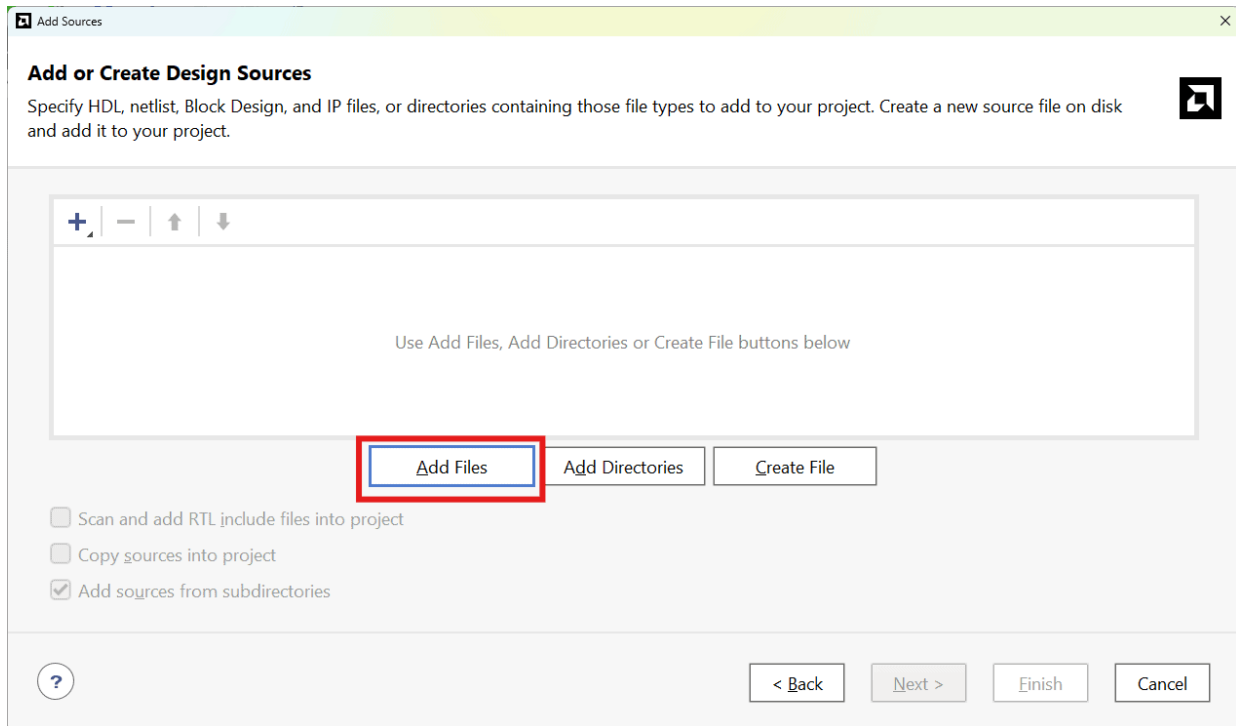 Add Sources
Add or Create Design Sources
Specify HDL, netlist, Block Design, and IP files, or directories containing those file types to add to your project. Create a new source file on disk
and add it to your project.
Use Add Files, Add Directories or Create File buttons below
Add Files
Add Directories
Create File
Scan and add RTL include files into project
Copy sources into project
Add sources from subdirectories
?
< Back
Next >
Finish
Cancel